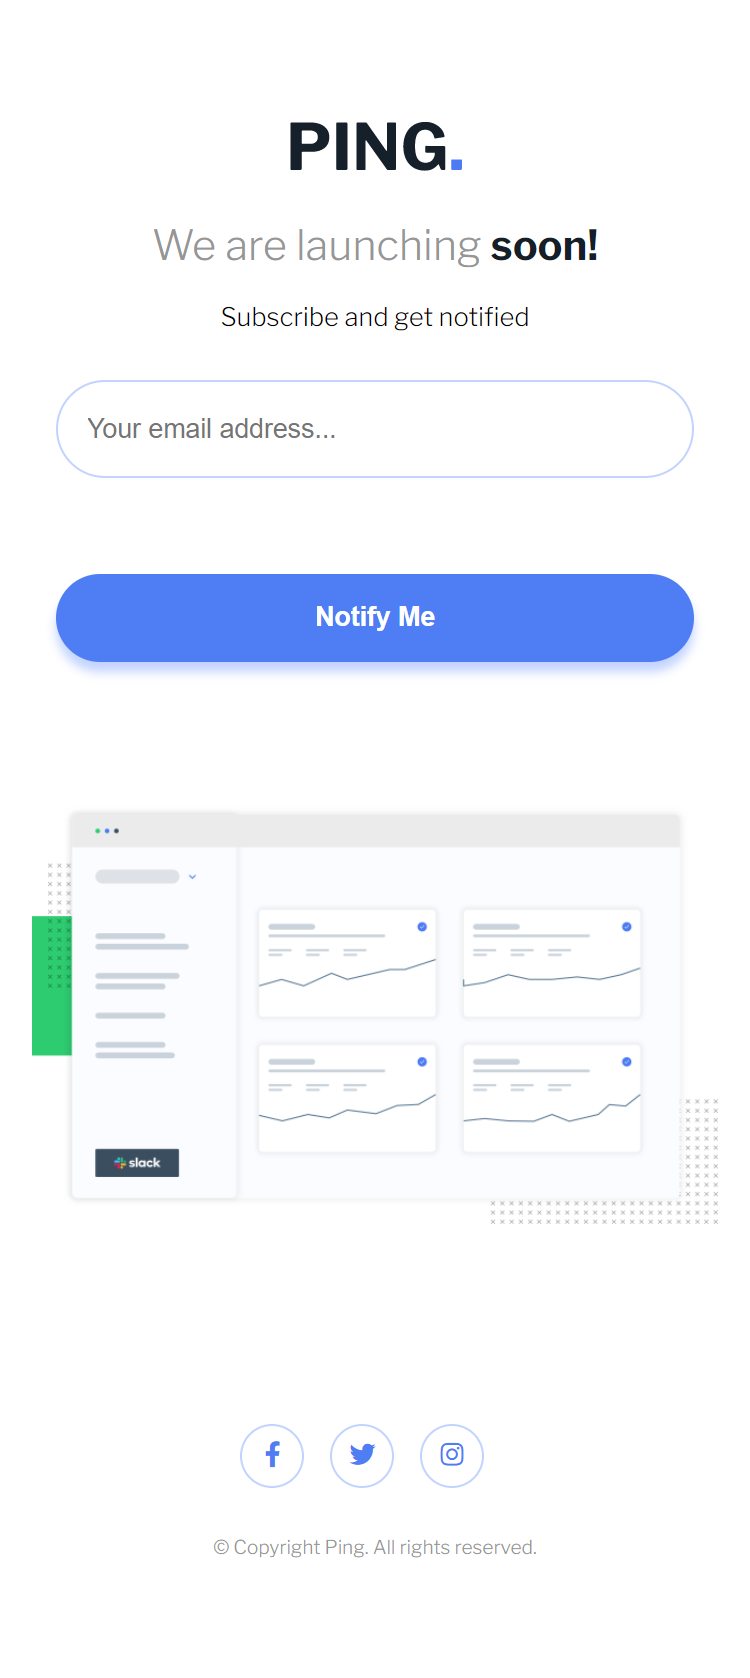 PING.
We are launching soon!
Subscribe and get notified
Your email address...
Notify Me
slack
© Copyright Ping. All rights reserved.